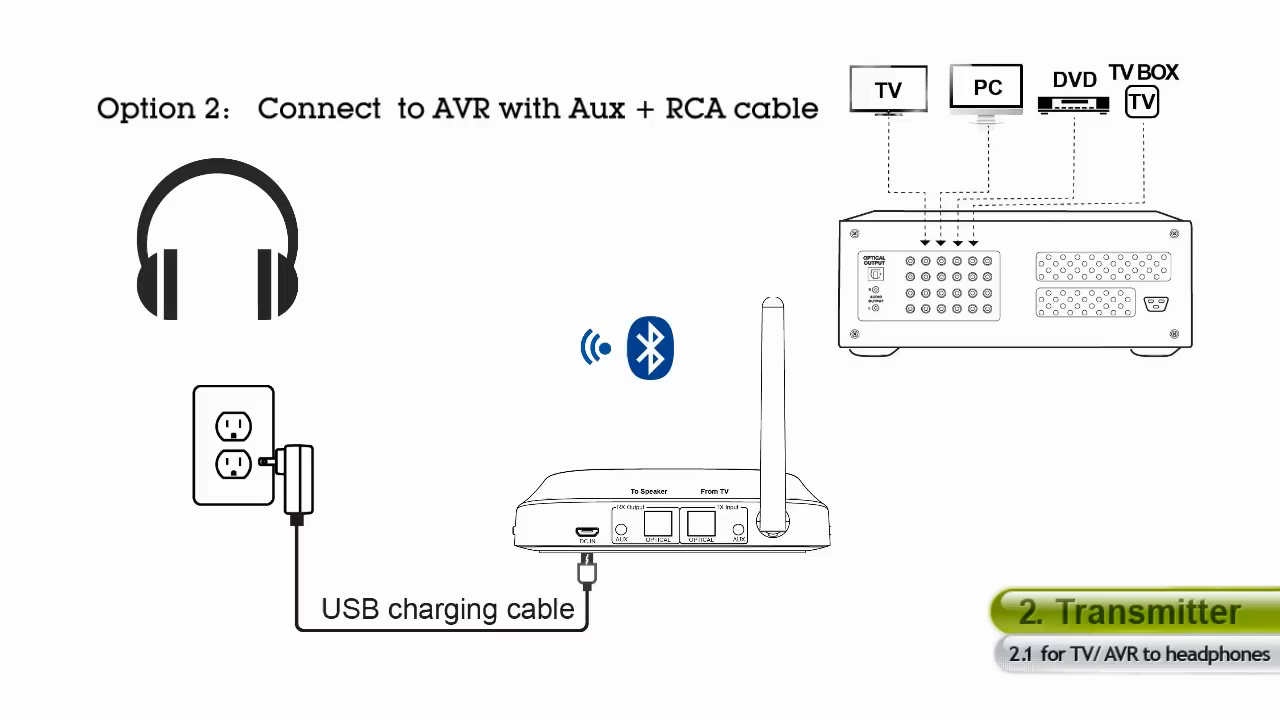 Option 2: Connect to AVR with Aux + RCA cable
TV
PC
DVD
TV BOX
TV
OPTICAL
OUTPUT
R
AUDIO
OUTPUT
L
To Speaker
From TV
RX Output
TX Input
DC IN
AUX
OPTICAL
OPTICAL
AUX
USB charging cable
2. Transmitter
2.1 for TV/ AVR to headphones